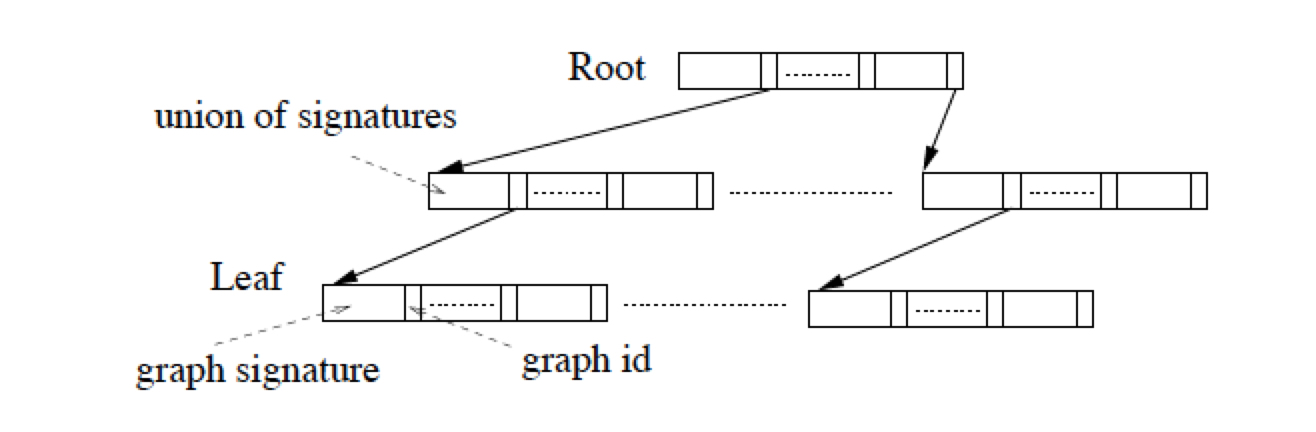 Root
union of signatures
Leaf
graph signature
graph id